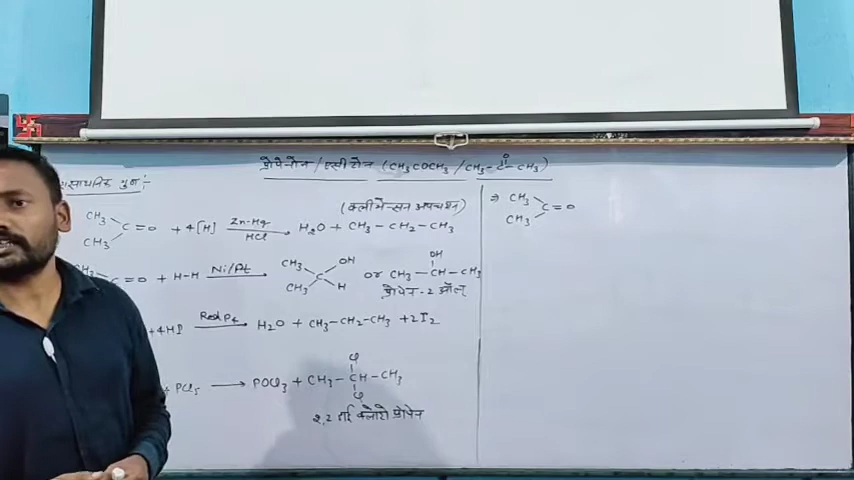 प्रोपेनोन/एसीटोन (CH3COCH3/CH3-C-CH3)
O
रासायनिक गुण :-
(क्लीमेन्सन अपचयन)
CH3
CH3 C=O + 4[H] Zn-Hg HCl → H2O + CH3-CH2-CH3
CH3 C=O + H-H Ni/Pt → CH3 CH3 C OH H or CH3-CH-CH3
OH
प्रोपेन-2 ऑल
+4HI Red P4 → H2O + CH3-CH2-CH3 + 2I2
PCl5 → POCl3 + CH3-CH-CH3
Cl
Cl
2,2 डाई क्लोरो प्रोपेन
⇒ CH3
CH3 C=O